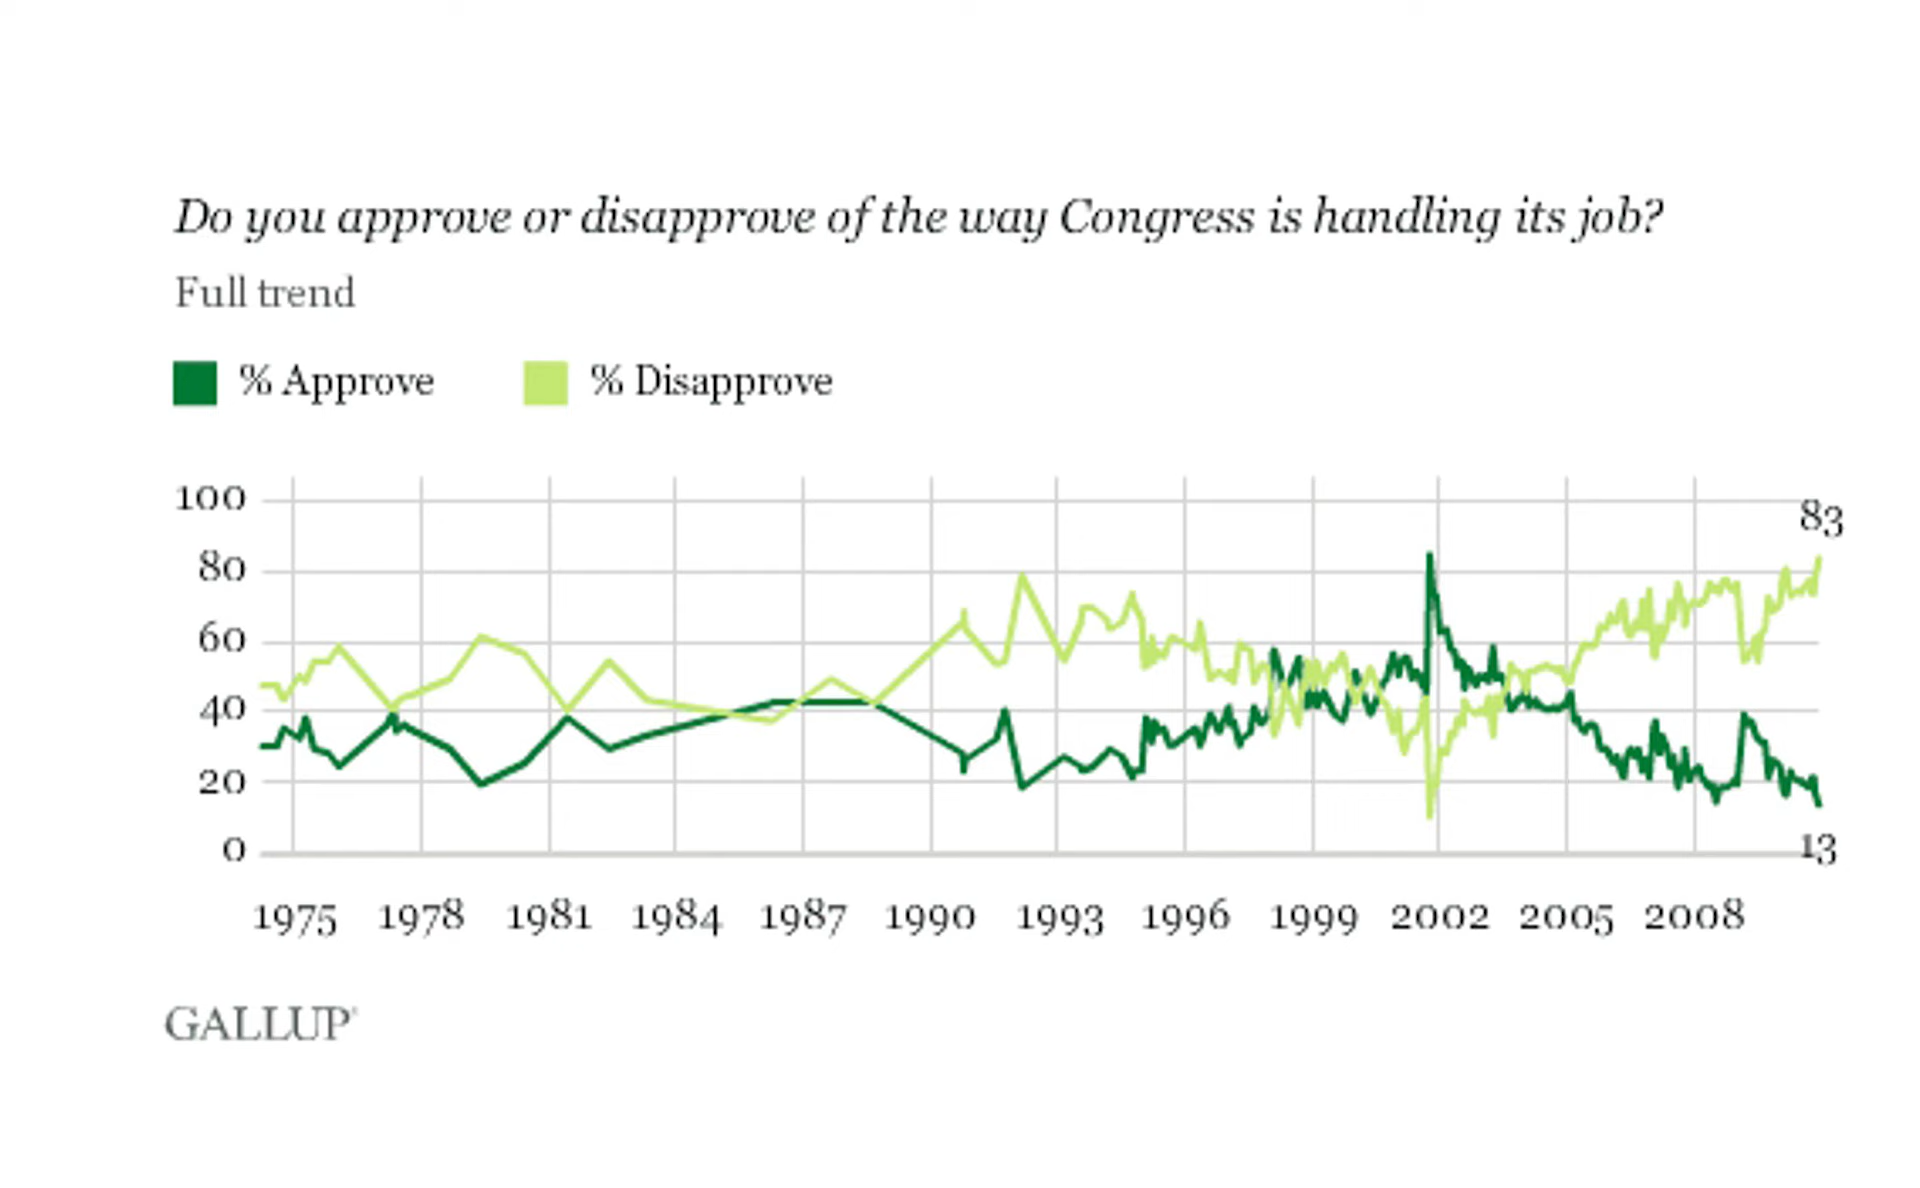 Do you approve or disapprove of the way Congress is handling its job?
Full trend
% Approve % Disapprove
100
83
80
60
40
20
0
13
1975 1978 1981 1984 1987 1990 1993 1996 1999 2002 2005 2008
GALLUP®